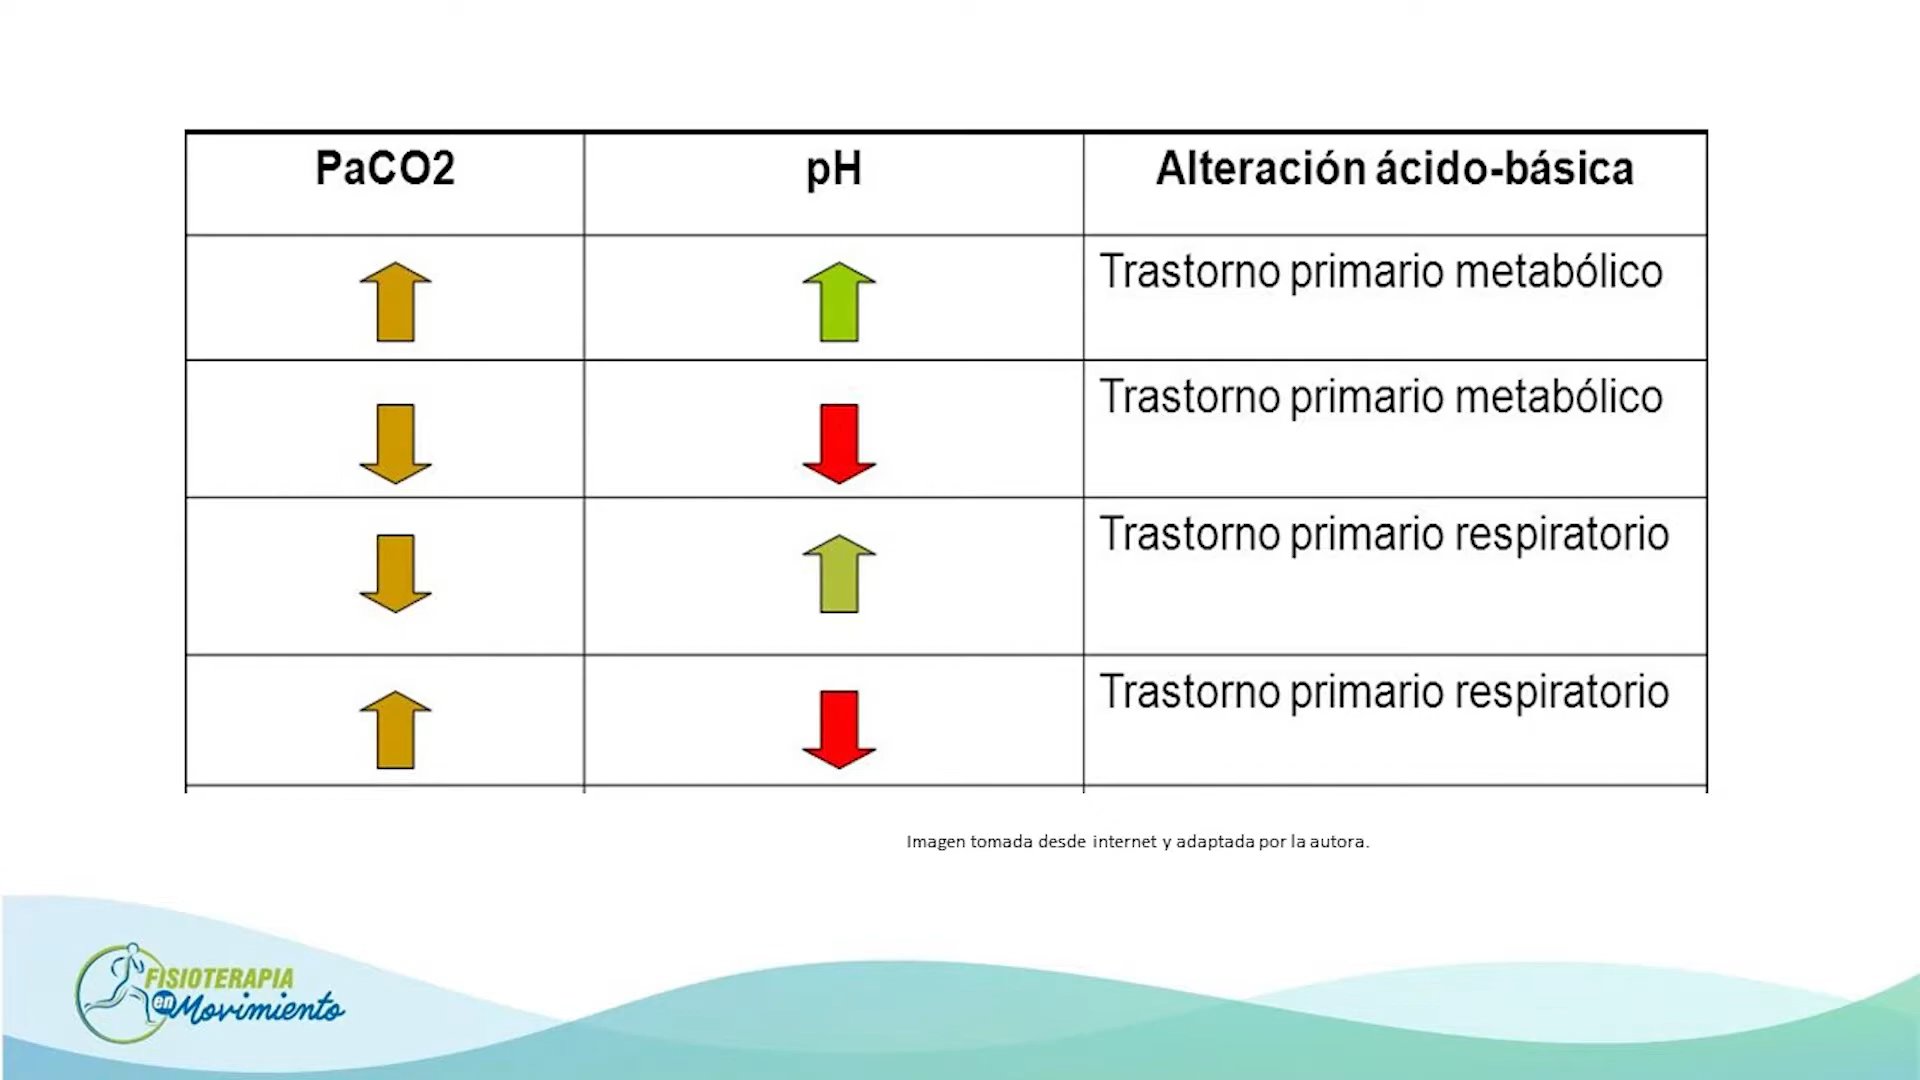 PaCO2 pH Alteración ácido-básica
Trastorno primario metabólico
Trastorno primario metabólico
Trastorno primario respiratorio
Trastorno primario respiratorio
Imagen tomada desde internet y adaptada por la autora.
FISIOTERAPIA
en Movimiento